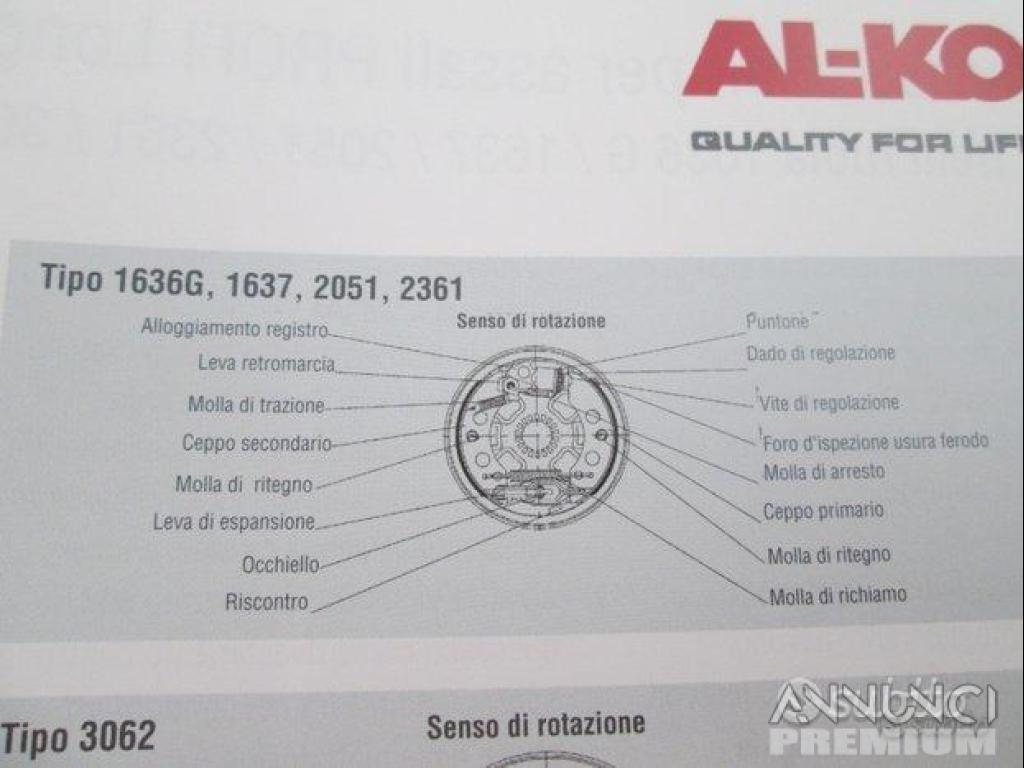 AL-KO
QUALITY FOR LIF
Tipo 1636G, 1637, 2051, 2361
Senso di rotazione
Alloggiamento registro
Leva retromarcia
Molla di trazione
Ceppo secondario
Molla di ritegno
Leva di espansione
Occhiello
Riscontro
Puntone
Dado di regolazione
Vite di regolazione
Foro d'ispezione usura ferodo
Molla di arresto
Ceppo primario
Molla di ritegno
Molla di richiamo
Tipo 3062
Senso di rotazione
ANNUNCI
PREMIUM